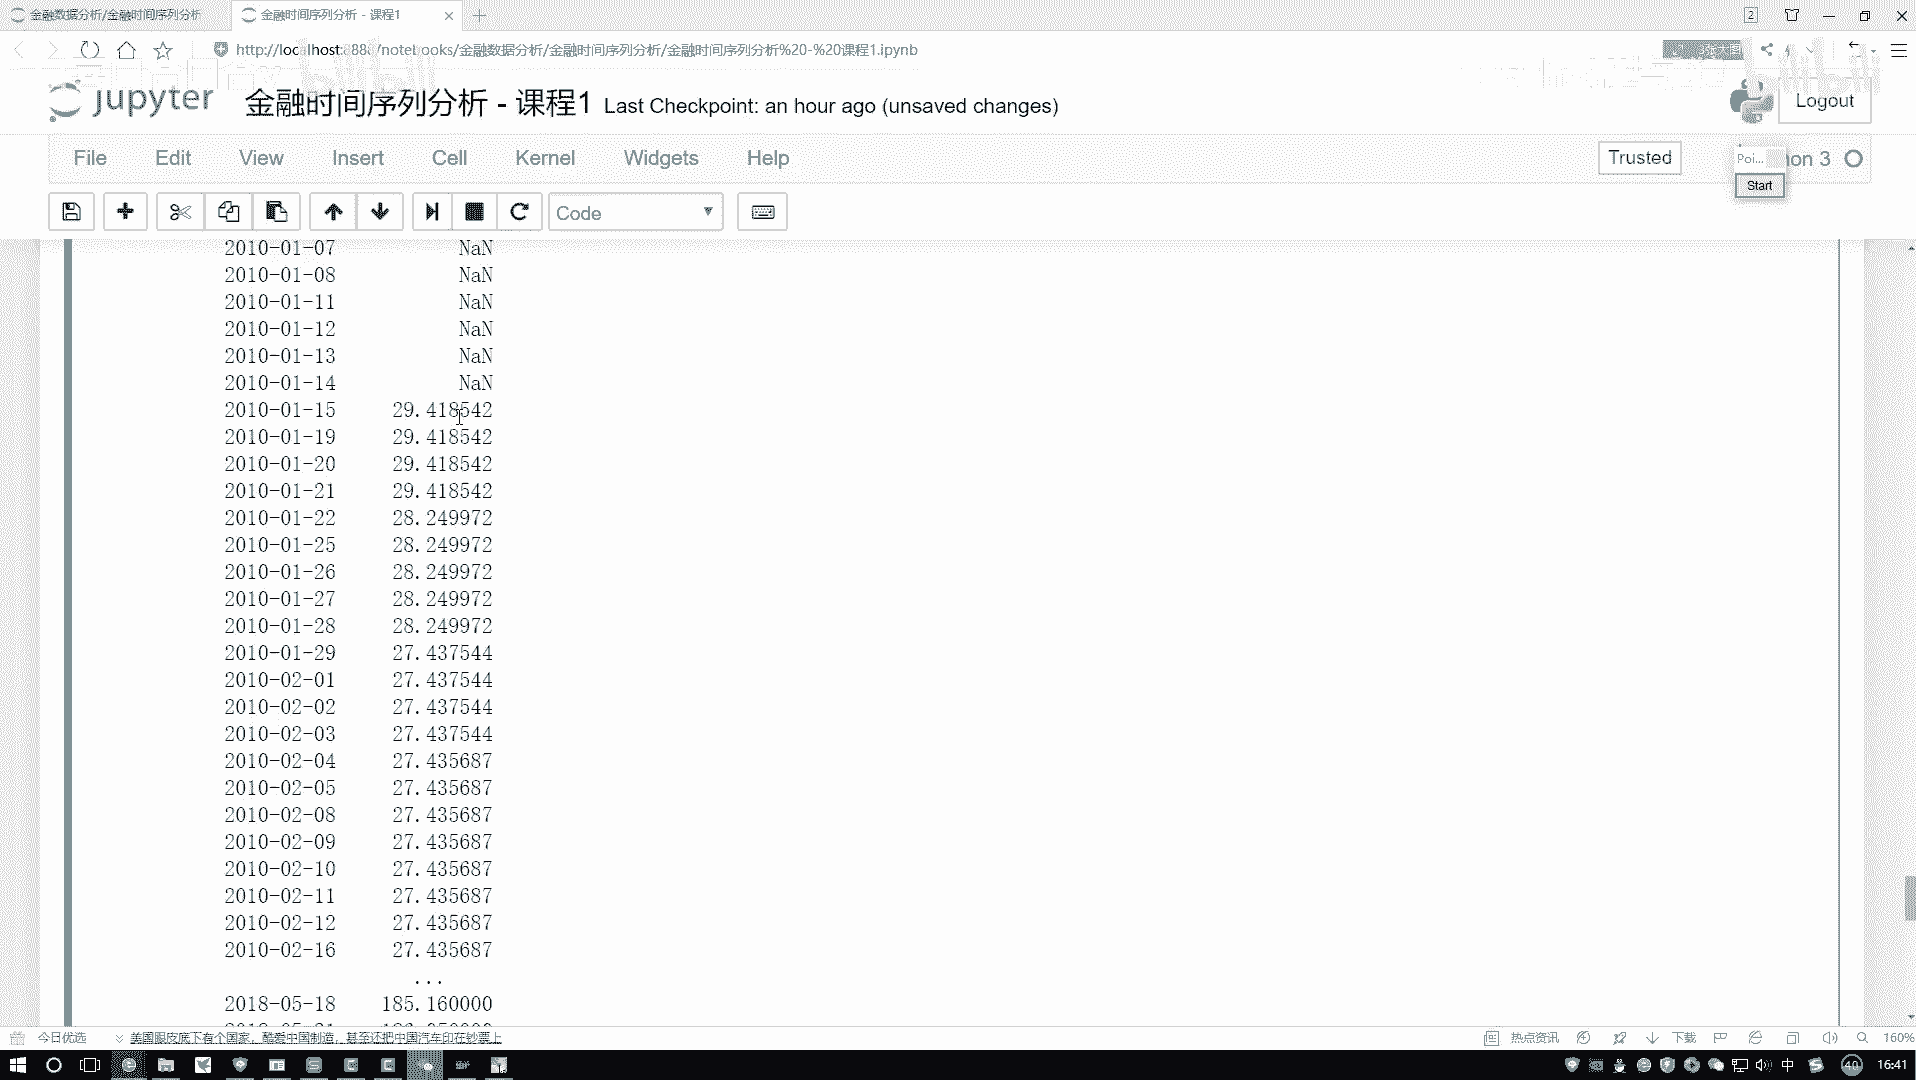 金融数据分析/金融时间序列分析
金融时间序列分析 - 课程1
2
http://localhost:888/notebooks/金融数据分析/金融时间序列分析/金融时间序列分析%20-%20课程1.ipynb
jupyter
金融时间序列分析 - 课程1 Last Checkpoint: an hour ago (unsaved changes)
bilibili
Logout
File Edit View Insert Cell Kernel Widgets Help
Trusted
Poi... hon 3
Start
Code
2010-01-07 NaN
2010-01-08 NaN
2010-01-11 NaN
2010-01-12 NaN
2010-01-13 NaN
2010-01-14 NaN
2010-01-15 29.418542
2010-01-19 29.418542
2010-01-20 29.418542
2010-01-21 29.418542
2010-01-22 28.249972
2010-01-25 28.249972
2010-01-26 28.249972
2010-01-27 28.249972
2010-01-28 28.249972
2010-01-29 27.437544
2010-02-01 27.437544
2010-02-02 27.437544
2010-02-03 27.437544
2010-02-04 27.435687
2010-02-05 27.435687
2010-02-08 27.435687
2010-02-09 27.435687
2010-02-10 27.435687
2010-02-11 27.435687
2010-02-12 27.435687
2010-02-16 27.435687
...
2018-05-18 185.160000
今日优选
美国眼皮底下有个国家，酷爱中国制造，甚至还把中国汽车印在钞票上
热点资讯
下载
160%
中
40
16:41